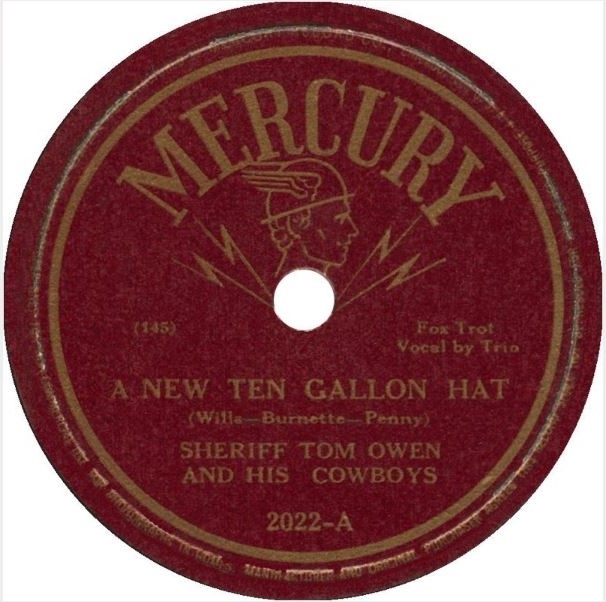 MERCURY
(145)
Fox Trot
Vocal by Trio
A NEW TEN GALLON HAT
(Wills—Burnette—Penny)
SHERIFF TOM OWEN
AND HIS COWBOYS
2022-A